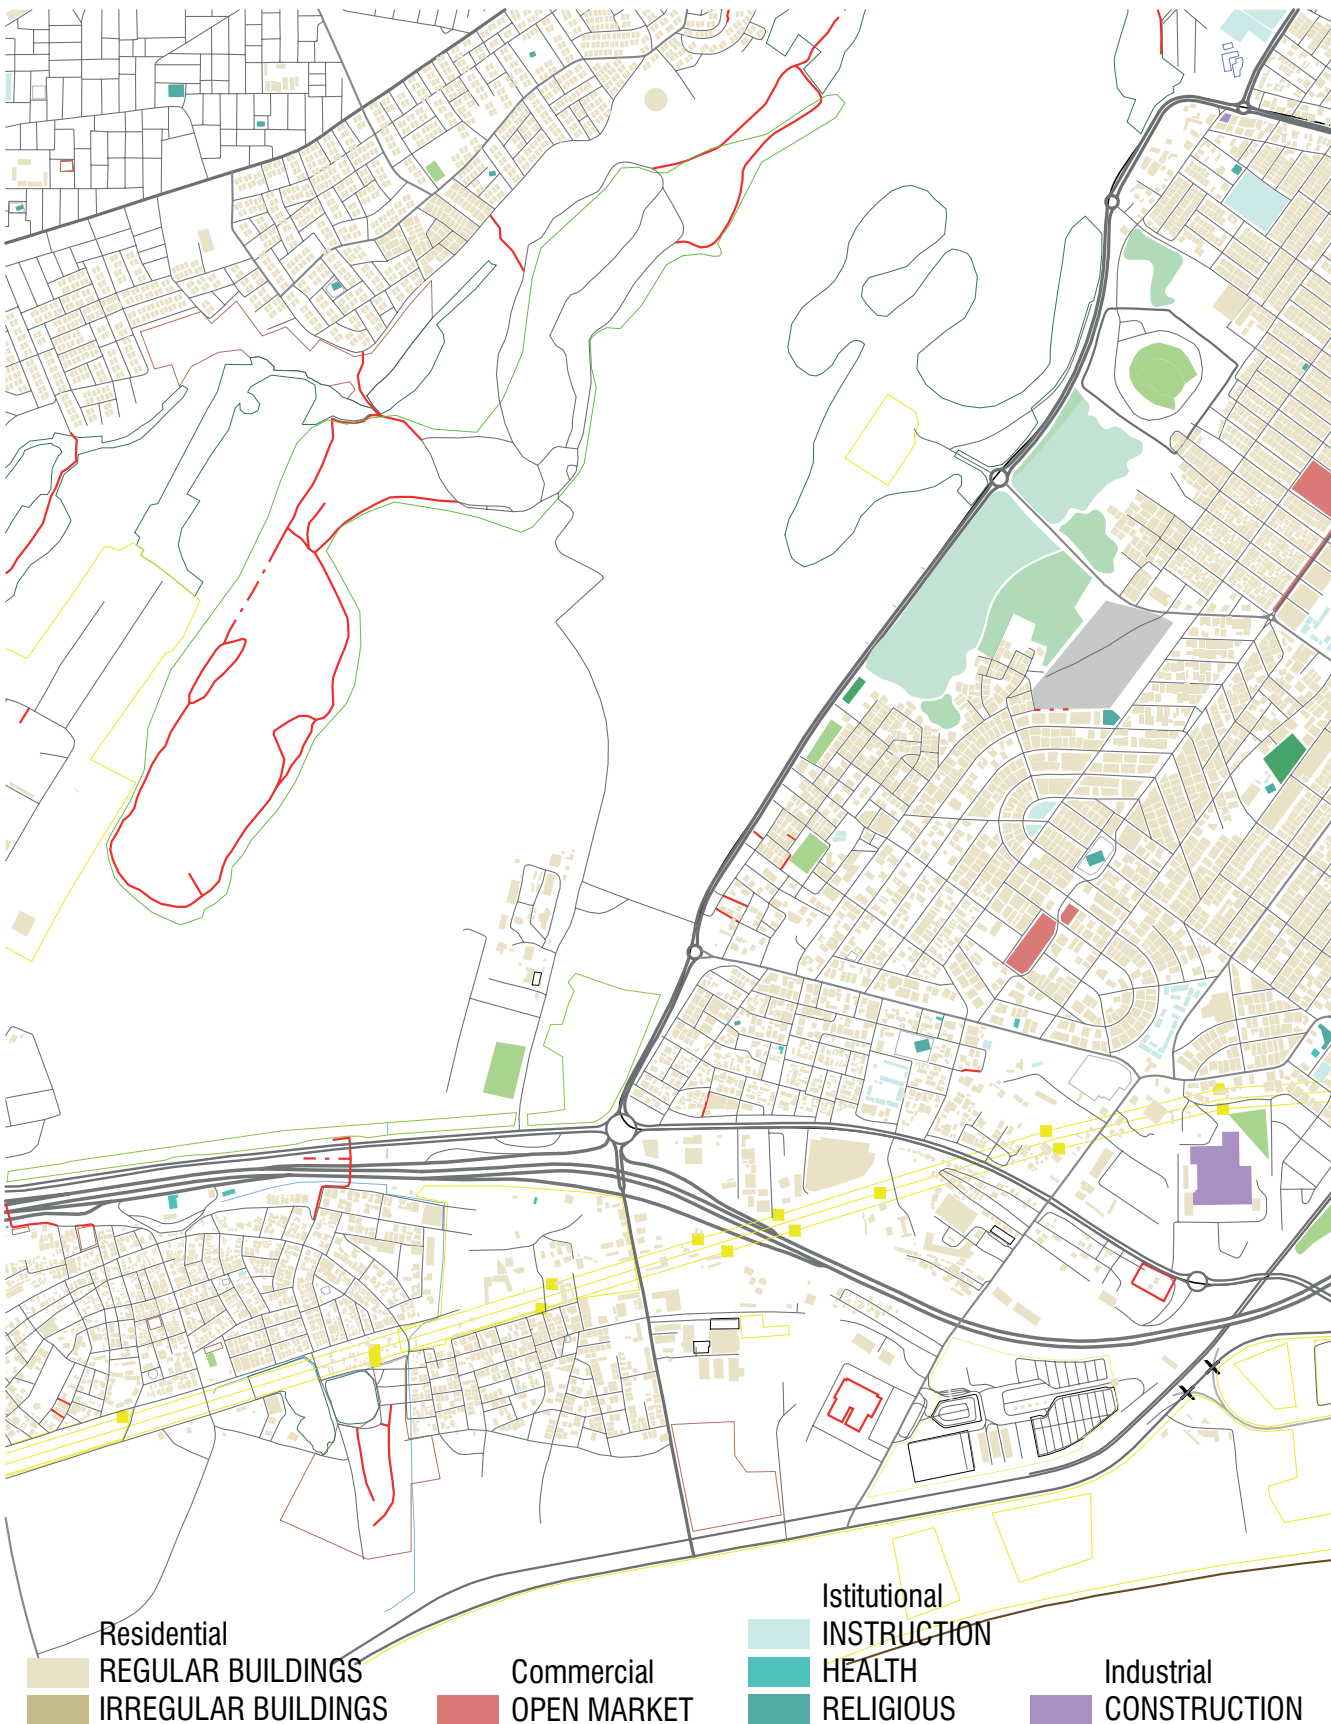 Residential
REGULAR BUILDINGS
IRREGULAR BUILDINGS
Commercial
OPEN MARKET
Istitutional
INSTRUCTION
HEALTH
RELIGIOUS
Industrial
CONSTRUCTION